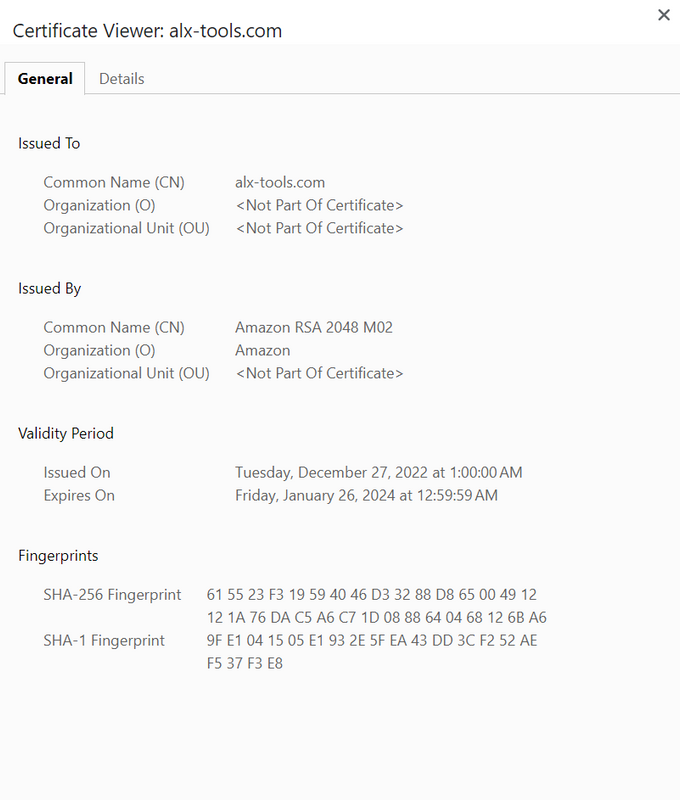 Certificate Viewer: alx-tools.com
General Details
Issued To
Common Name (CN) alx-tools.com
Organization (O) <Not Part Of Certificate>
Organizational Unit (OU) <Not Part Of Certificate>
Issued By
Common Name (CN) Amazon RSA 2048 M02
Organization (O) Amazon
Organizational Unit (OU) <Not Part Of Certificate>
Validity Period
Issued On Tuesday, December 27, 2022 at 1:00:00 AM
Expires On Friday, January 26, 2024 at 12:59:59 AM
Fingerprints
SHA-256 Fingerprint 61 55 23 F3 19 59 40 46 D3 32 88 D8 65 00 49 12
12 1A 76 DA C5 A6 C7 1D 08 88 64 04 68 12 6B A6
SHA-1 Fingerprint 9F E1 04 15 05 E1 93 2E 5F EA 43 DD 3C F2 52 AE
F5 37 F3 E8